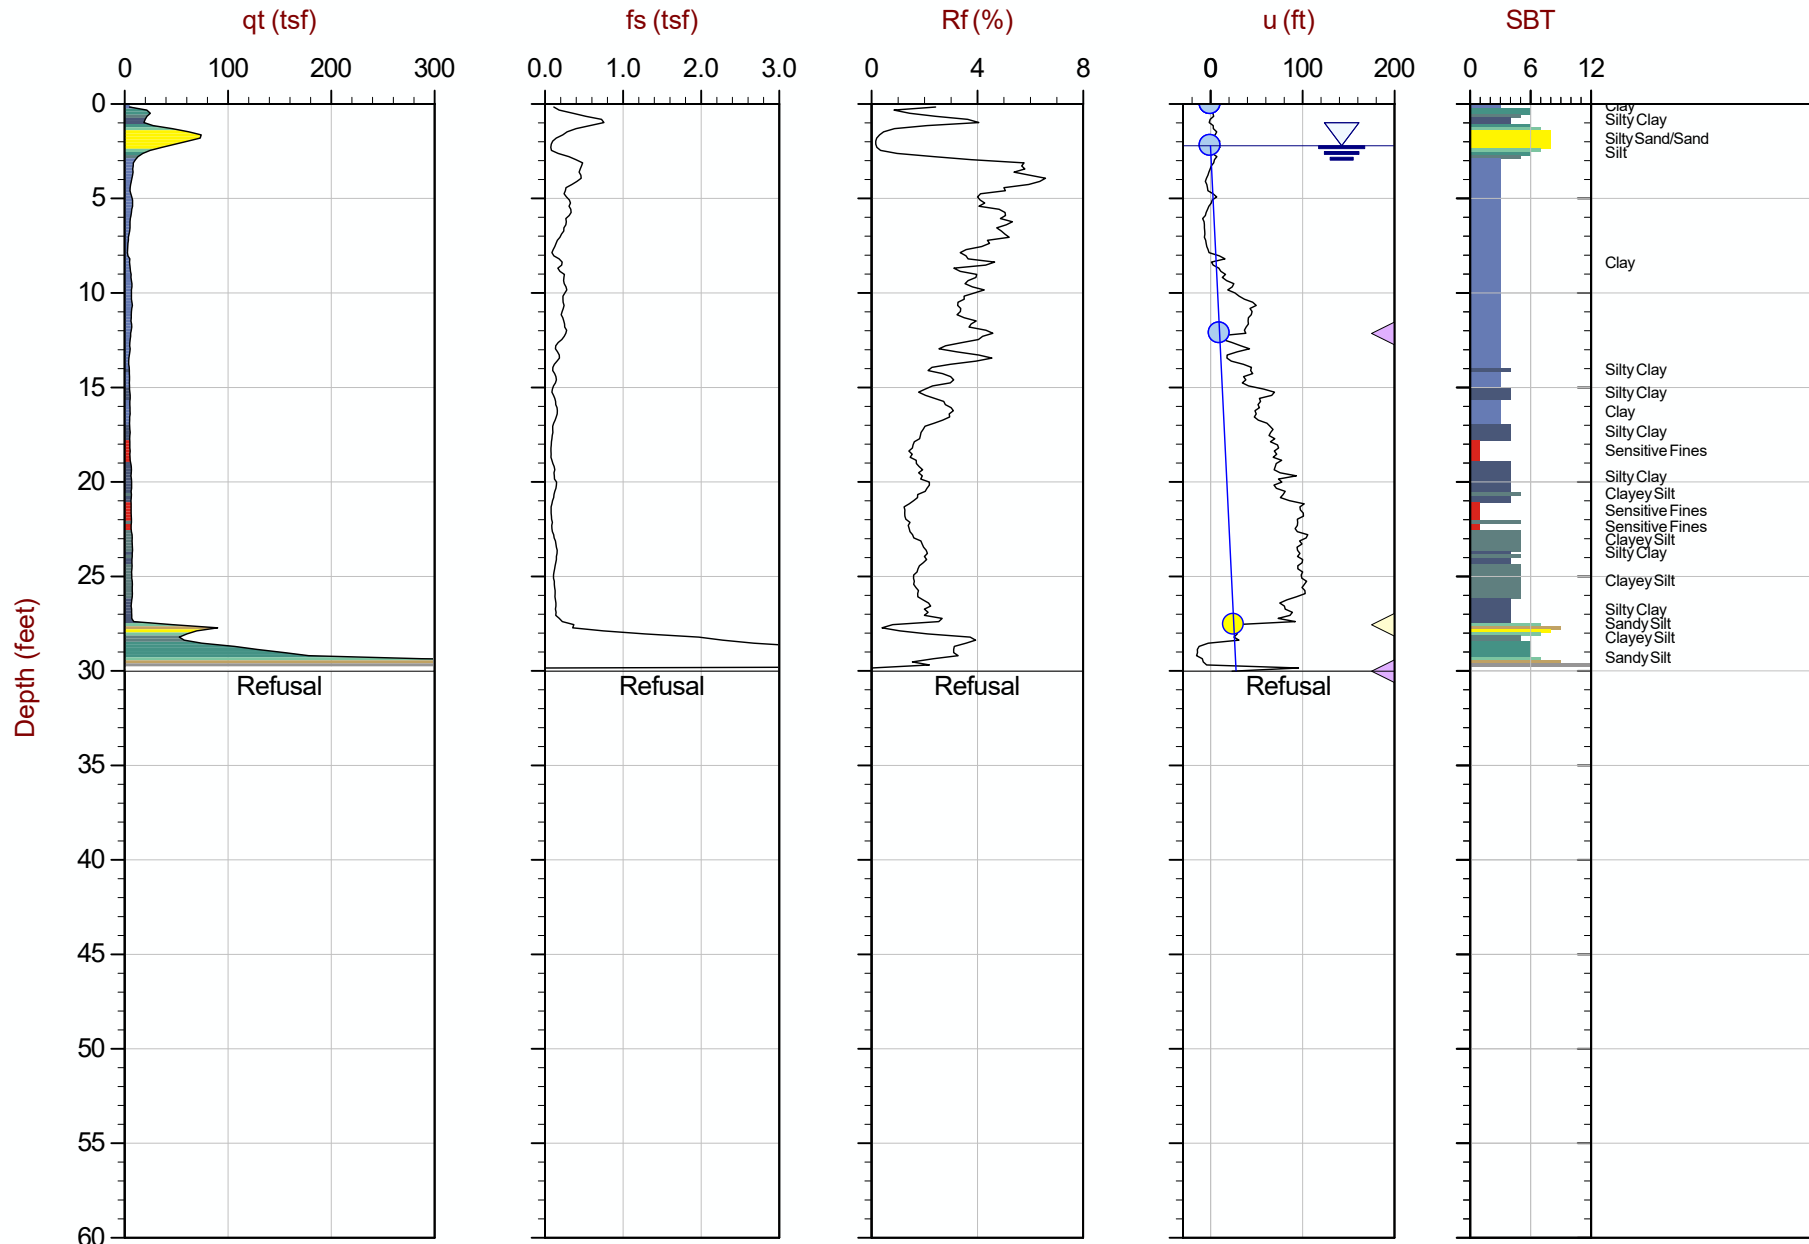 qt (tsf) fs (tsf) Rf (%) u (ft) SBT
0 100 200 300 0.0 1.0 2.0 3.0 0 4 8 0 100 200 0 6 12
0
Clay
Silty Clay
Silty Sand/Sand
Silt
5
Clay
10
Silty Clay
15
Silty Clay
Clay
Silty Clay
Sensitive Fines
Silty Clay
20
Clayey Silt
Sensitive Fines
Sensitive Fines
Clayey Silt
Silty Clay
25
Clayey Silt
Silty Clay
Sandy Silt
Clayey Silt
Sandy Silt
30
Refusal Refusal Refusal Refusal
Depth (feet)
35
40
45
50
55
60